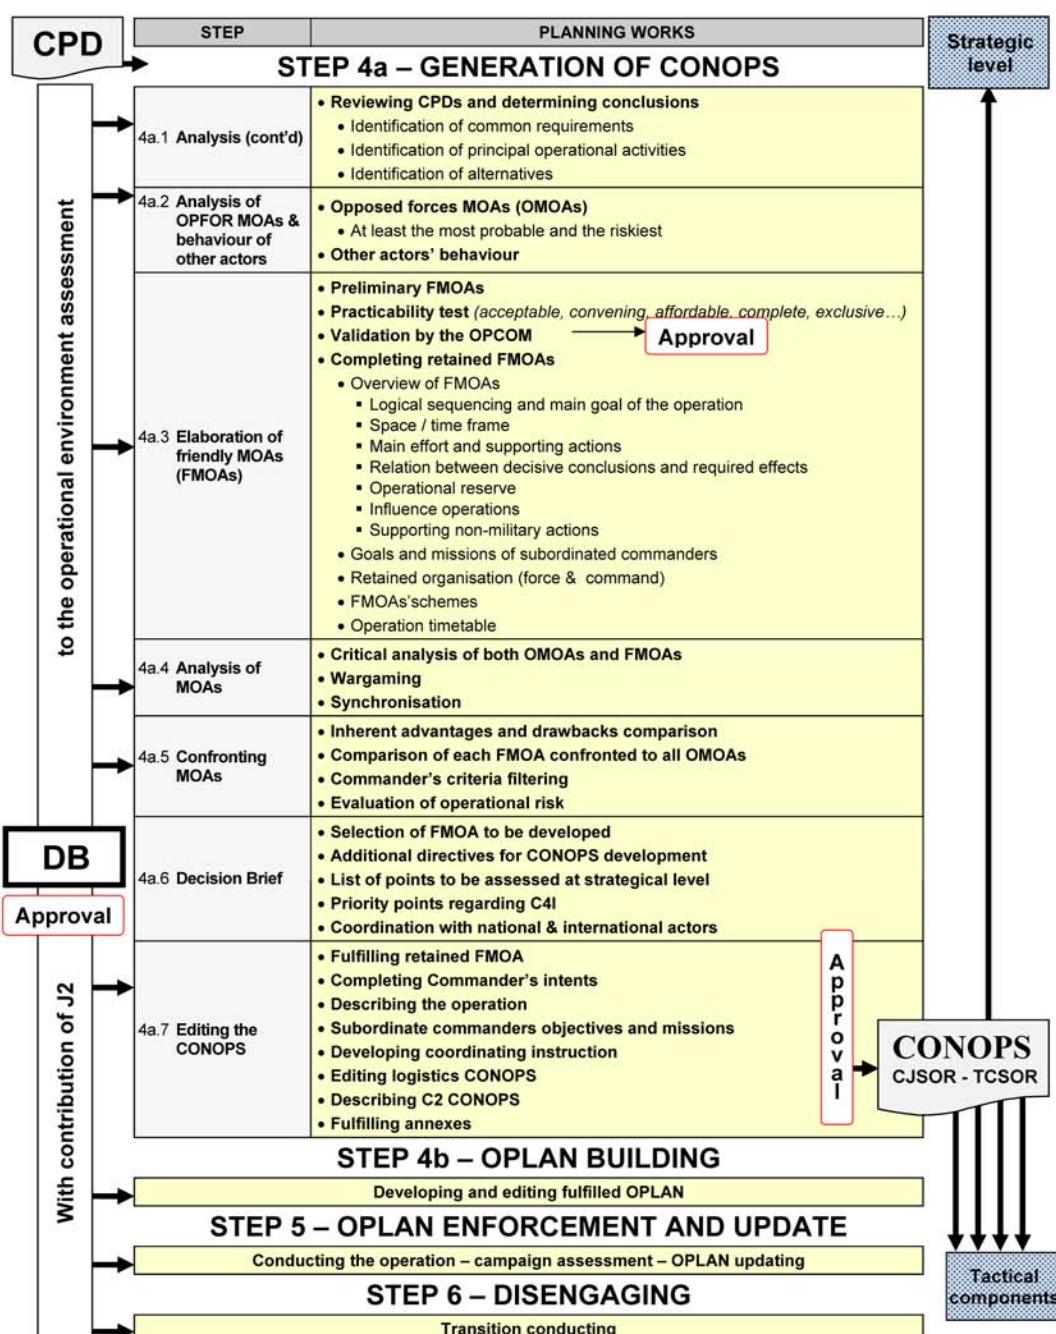 CPD
STEP
PLANNING WORKS
Strategic
level
STEP 4a – GENERATION OF CONOPS
4a.1 Analysis (cont'd)
• Reviewing CPDs and determining conclusions
• Identification of common requirements
• Identification of principal operational activities
• Identification of alternatives
4a.2 Analysis of
OPFOR MOAs &
behaviour of
other actors
• Opposed forces MOAs (OMOAs)
• At least the most probable and the riskiest
• Other actors' behaviour
4a.3 Elaboration of
friendly MOAs
(FMOAs)
• Preliminary FMOAs
• Practicability test (acceptable, convening, affordable, complete, exclusive…)
• Validation by the OPCOM
Approval
• Completing retained FMOAs
• Overview of FMOAs
▪ Logical sequencing and main goal of the operation
▪ Space / time frame
▪ Main effort and supporting actions
▪ Relation between decisive conclusions and required effects
▪ Operational reserve
▪ Influence operations
▪ Supporting non-military actions
• Goals and missions of subordinated commanders
• Retained organisation (force & command)
• FMOAs'schemes
• Operation timetable
4a.4 Analysis of
MOAs
• Critical analysis of both OMOAs and FMOAs
• Wargaming
• Synchronisation
4a.5 Confronting
MOAs
• Inherent advantages and drawbacks comparison
• Comparison of each FMOA confronted to all OMOAs
• Commander's criteria filtering
• Evaluation of operational risk
4a.6 Decision Brief
• Selection of FMOA to be developed
• Additional directives for CONOPS development
• List of points to be assessed at strategical level
• Priority points regarding C4I
• Coordination with national & international actors
4a.7 Editing the
CONOPS
• Fulfilling retained FMOA
• Completing Commander's intents
• Describing the operation
• Subordinate commanders objectives and missions
• Developing coordinating instruction
• Editing logistics CONOPS
• Describing C2 CONOPS
• Fulfilling annexes
Approval
CONOPS
CJSOR - TCSOR
STEP 4b – OPLAN BUILDING
Developing and editing fulfilled OPLAN
STEP 5 – OPLAN ENFORCEMENT AND UPDATE
Conducting the operation – campaign assessment – OPLAN updating
STEP 6 – DISENGAGING
Transition conducting
Tactical
components
With contribution of J2
DB
Approval
to the operational environment assessment